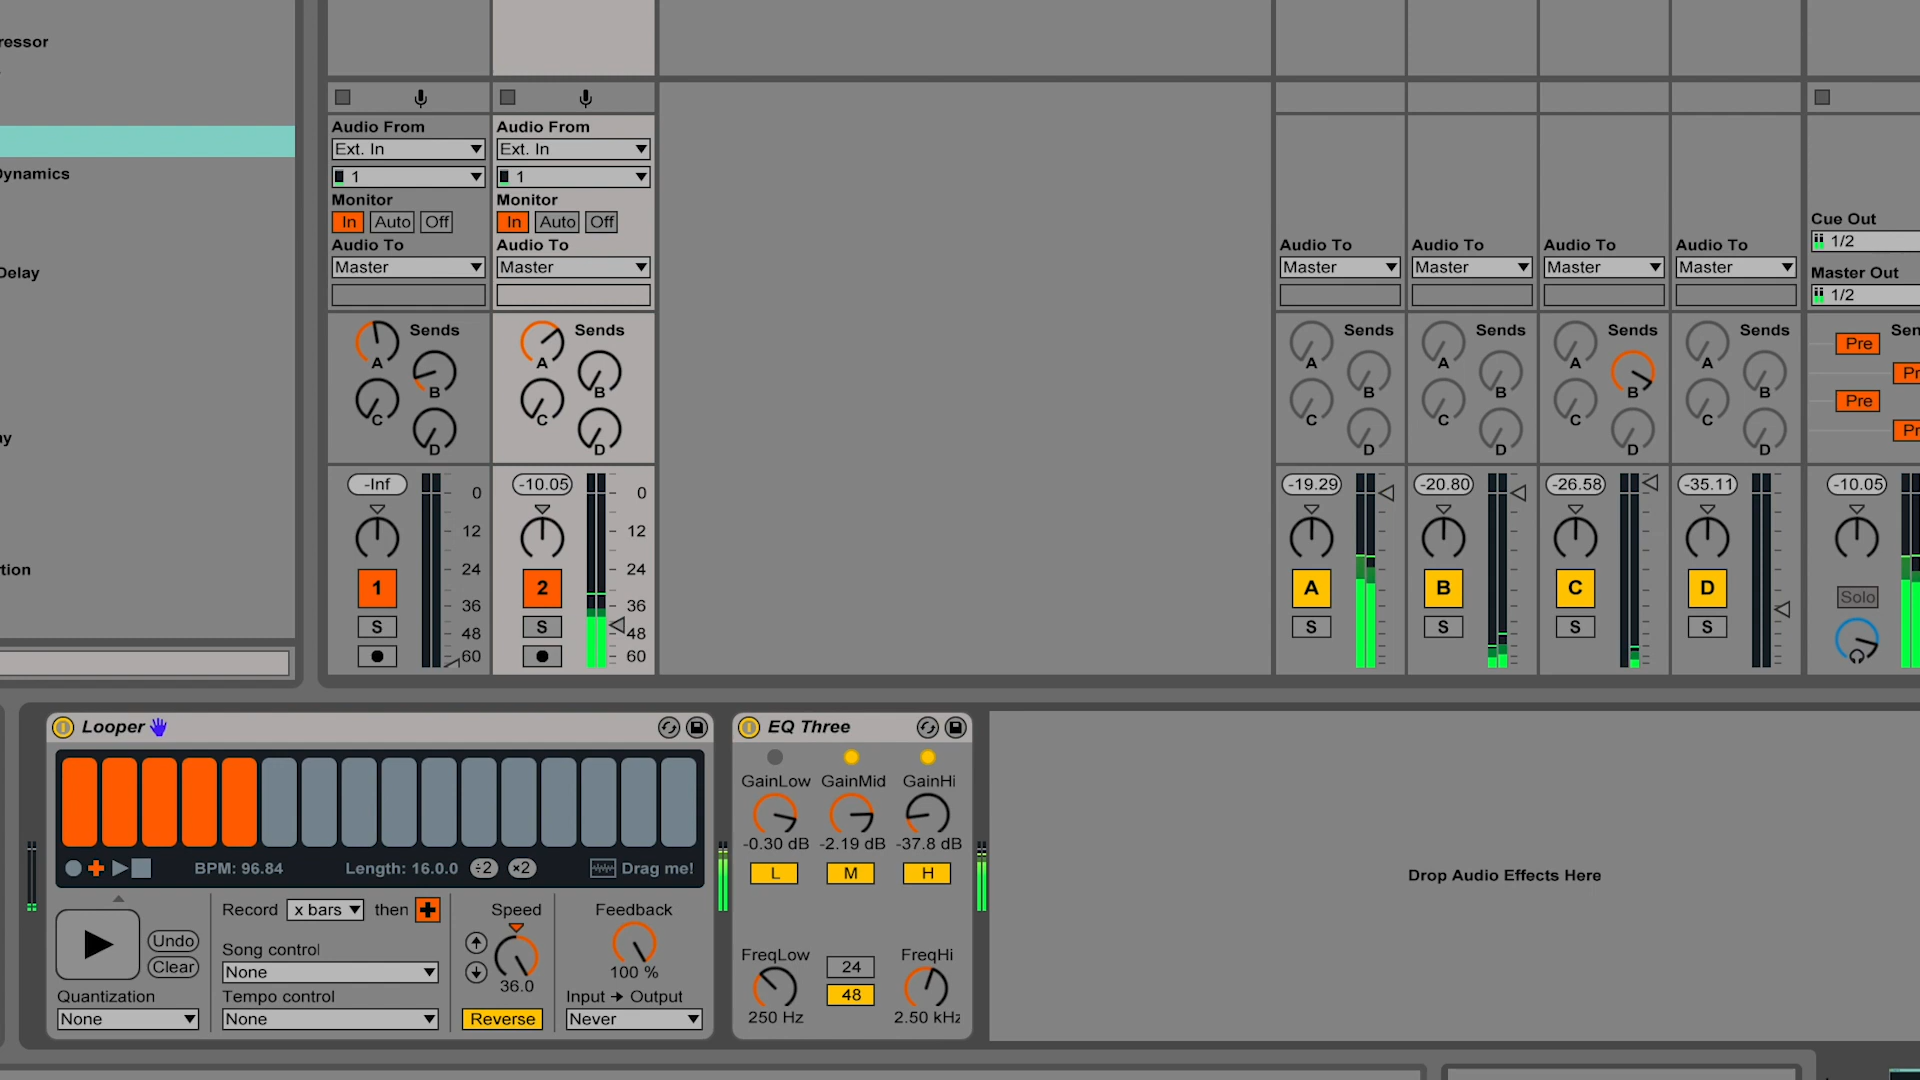 ressor
Dynamics
Delay
ay
rtion
Audio From
Ext. In
1
Monitor
In Auto Off
Audio To
Master
Sends
A
B
C
D
-Inf
0
12
24
36
48
60
1
S
Audio From
Ext. In
1
Monitor
In Auto Off
Audio To
Master
Sends
A
B
C
D
-10.05
0
12
24
36
48
60
2
S
Audio To
Master
Sends
A
B
C
D
-19.29
A
S
Audio To
Master
Sends
A
B
C
D
-20.80
B
S
Audio To
Master
Sends
A
B
C
D
-26.58
C
S
Audio To
Master
Sends
A
B
C
D
-35.11
D
S
Cue Out
1/2
Master Out
1/2
Sen
Pre
Pr
Pre
Pr
-10.05
Solo
Looper
BPM: 96.84 Length: 16.0.0 ÷2 ×2 Drag me!
Record x bars then
Undo
Clear
Quantization
None
Song control
None
Tempo control
None
Speed
36.0
Reverse
Feedback
100 %
Input → Output
Never
EQ Three
GainLow GainMid GainHi
-0.30 dB -2.19 dB -37.8 dB
L M H
FreqLow 24 FreqHi
48
250 Hz 2.50 kHz
Drop Audio Effects Here